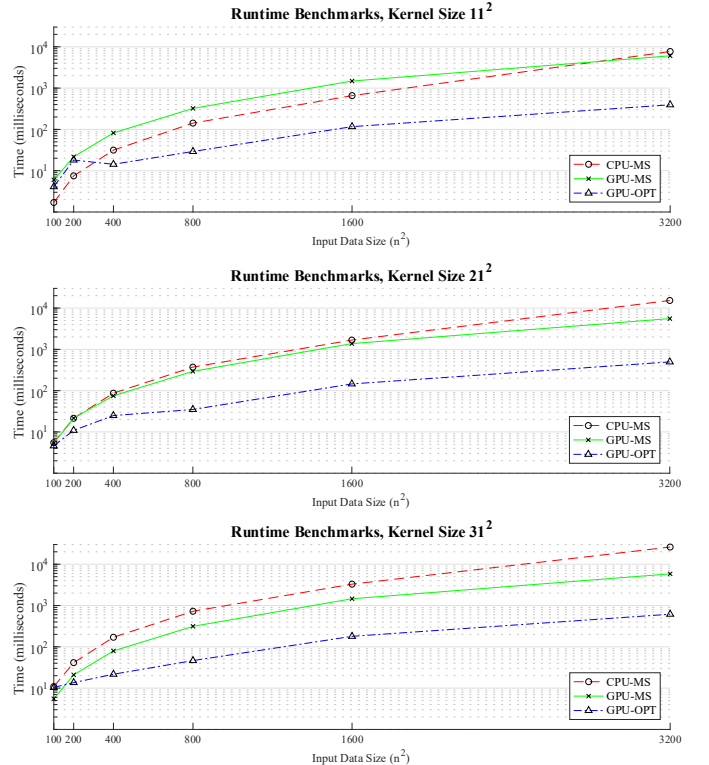 Runtime Benchmarks, Kernel Size 11²
Time (milliseconds)
10⁴
10³
10²
10¹
CPU-MS
GPU-MS
GPU-OPT
100 200 400 800 1600 3200
Input Data Size (n²)
Runtime Benchmarks, Kernel Size 21²
Time (milliseconds)
10⁴
10³
10²
10¹
CPU-MS
GPU-MS
GPU-OPT
100 200 400 800 1600 3200
Input Data Size (n²)
Runtime Benchmarks, Kernel Size 31²
Time (milliseconds)
10⁴
10³
10²
10¹
CPU-MS
GPU-MS
GPU-OPT
100 200 400 800 1600 3200
Input Data Size (n²)